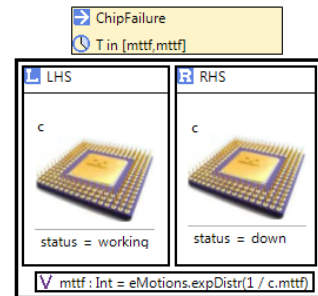 ChipFailure
T in [mttf,mttf]
L LHS
R RHS
c
c
status = working
status = down
V mttf : Int = eMotions.expDistr(1 / c.mttf)